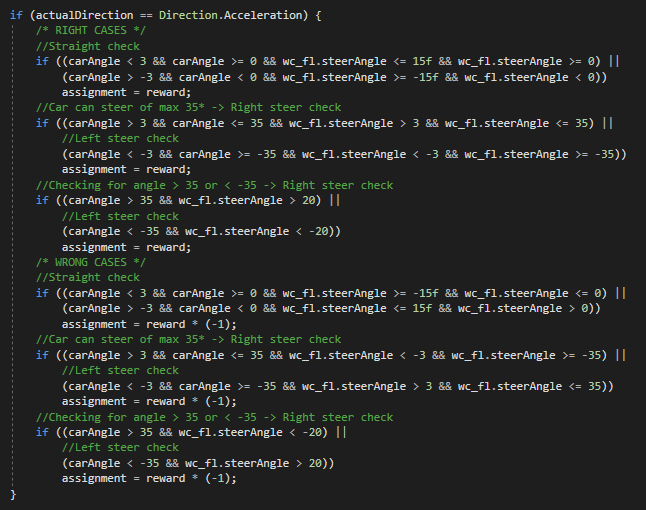 if (actualDirection == Direction.Acceleration) {
    /* RIGHT CASES */
    //Straight check
    if ((carAngle < 3 && carAngle >= 0 && wc_fl.steerAngle <= 15f && wc_fl.steerAngle >= 0) ||
        (carAngle > -3 && carAngle < 0 && wc_fl.steerAngle >= -15f && wc_fl.steerAngle < 0))
        assignment = reward;
    //Car can steer of max 35* -> Right steer check
    if ((carAngle > 3 && carAngle <= 35 && wc_fl.steerAngle > 3 && wc_fl.steerAngle <= 35) ||
        //Left steer check
        (carAngle < -3 && carAngle >= -35 && wc_fl.steerAngle < -3 && wc_fl.steerAngle >= -35))
        assignment = reward;
    //Checking for angle > 35 or < -35 -> Right steer check
    if ((carAngle > 35 && wc_fl.steerAngle > 20) ||
        //Left steer check
        (carAngle < -35 && wc_fl.steerAngle < -20))
        assignment = reward;
    /* WRONG CASES */
    //Straight check
    if ((carAngle < 3 && carAngle >= 0 && wc_fl.steerAngle >= -15f && wc_fl.steerAngle <= 0) ||
        (carAngle > -3 && carAngle < 0 && wc_fl.steerAngle <= 15f && wc_fl.steerAngle > 0))
        assignment = reward * (-1);
    //Car can steer of max 35* -> Right steer check
    if ((carAngle > 3 && carAngle <= 35 && wc_fl.steerAngle < -3 && wc_fl.steerAngle >= -35) ||
        //Left steer check
        (carAngle < -3 && carAngle >= -35 && wc_fl.steerAngle > 3 && wc_fl.steerAngle <= 35))
        assignment = reward * (-1);
    //Checking for angle > 35 or < -35 -> Right steer check
    if ((carAngle > 35 && wc_fl.steerAngle < -20) ||
        //Left steer check
        (carAngle < -35 && wc_fl.steerAngle > 20))
        assignment = reward * (-1);
}